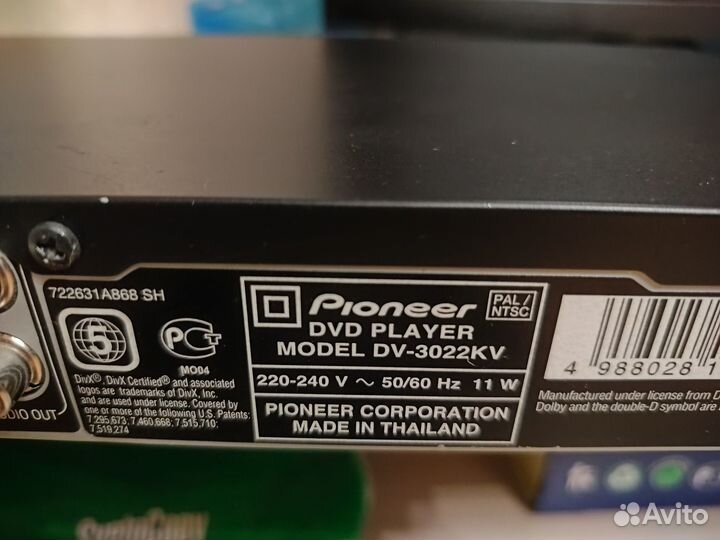 722631A868 SH
5
PCT
MO04
DivX®, DivX Certified® and associated
logos are trademarks of DivX, Inc.
and are used under license. Covered by
one or more of the following U.S. Patents:
7,295,673; 7,460,668; 7,515,710;
7,519,274
AUDIO OUT
Pioneer
PAL/
NTSC
DVD PLAYER
MODEL DV-3022KV
220-240 V ~ 50/60 Hz 11 W
PIONEER CORPORATION
MADE IN THAILAND
4 988028 1
Manufactured under license from D
Dolby and the double-D symbol are
Avito